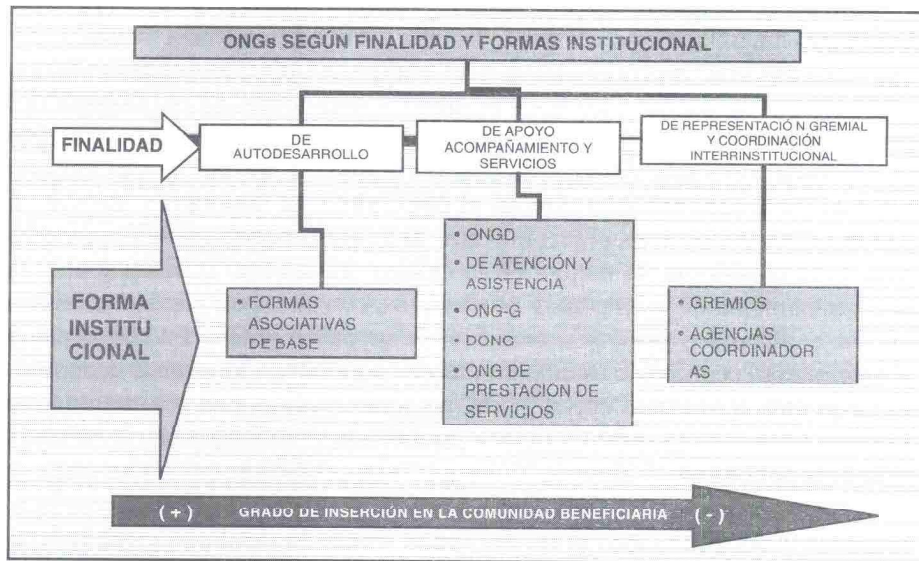 ONGs SEGÚN FINALIDAD Y FORMAS INSTITUCIONAL
FINALIDAD
DE
AUTODESARROLLO
DE APOYO
ACOMPAÑAMIENTO Y
SERVICIOS
DE REPRESENTACIÓ N GREMIAL
Y COORDINACIÓN
INTERRINSTITUCIONAL
FORMA
INSTITU
CIONAL
• FORMAS
ASOCIATIVAS
DE BASE
• ONGD
• DE ATENCIÓN Y
ASISTENCIA
• ONG-G
• DONG
• ONG DE
PRESTACION DE
SERVICIOS
• GREMIOS
• AGENCIAS
COORDINADOR
AS
(+) GRADO DE INSERCIÓN EN LA COMUNIDAD BENEFICIARIA (-)